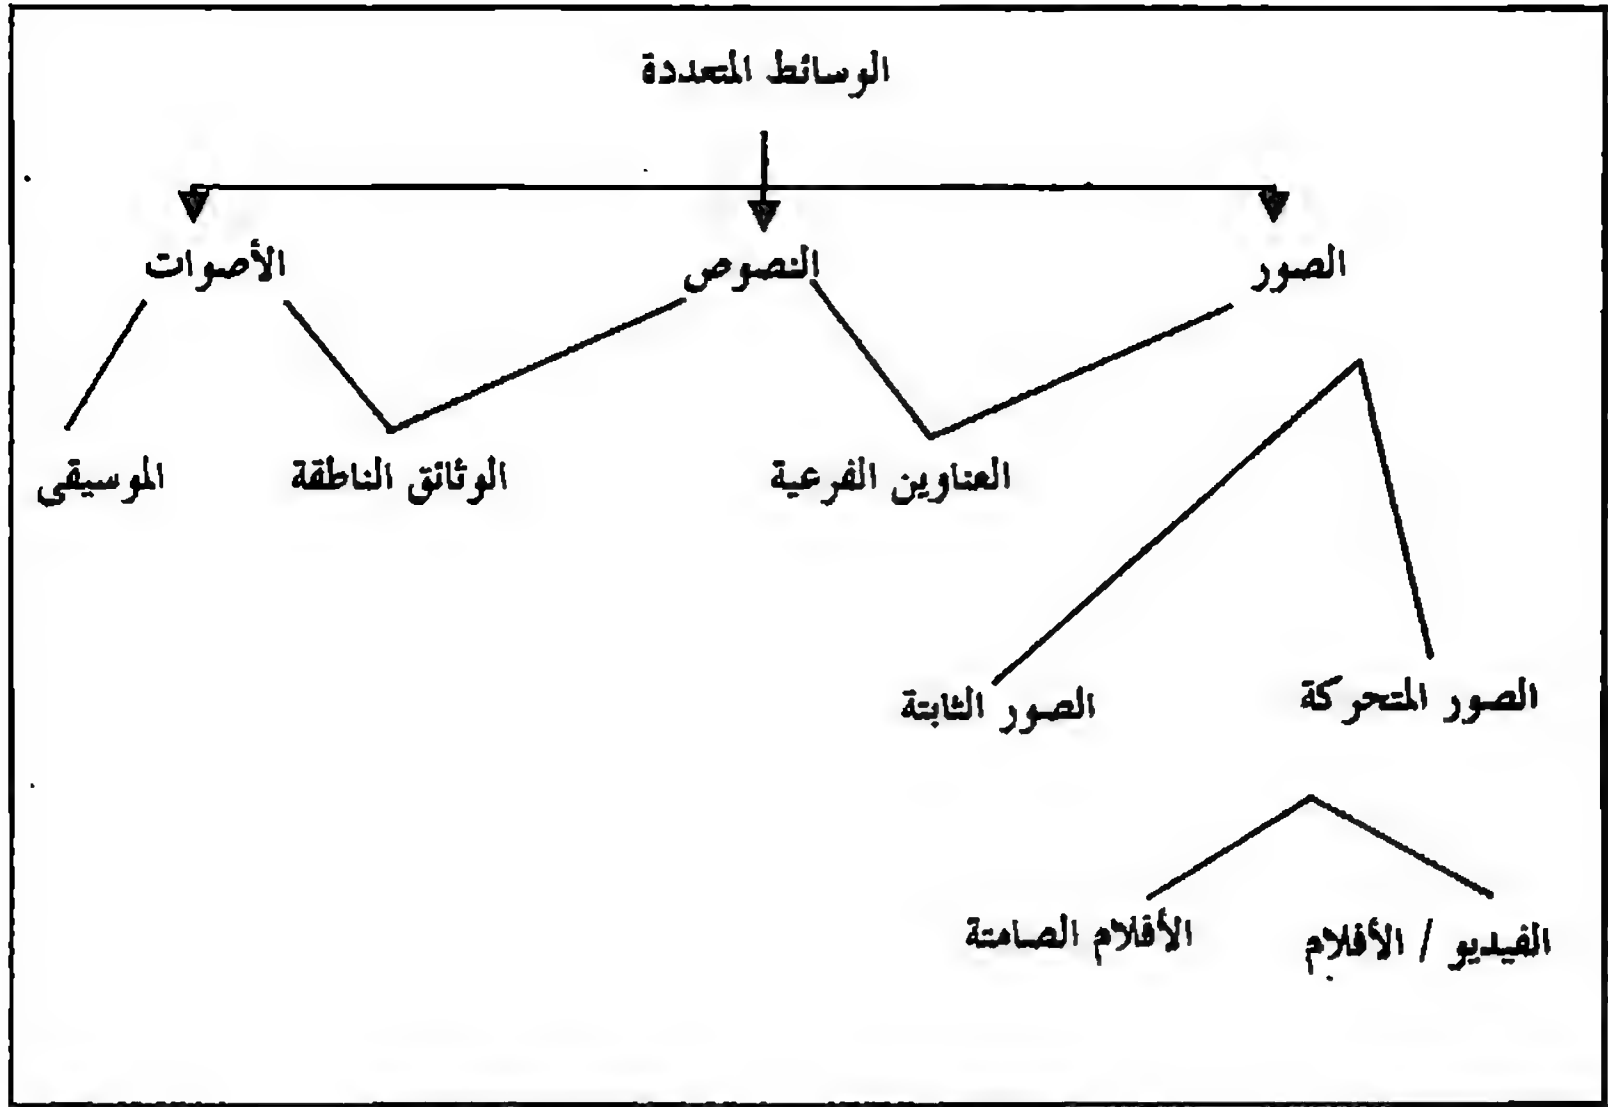 الوسائط المتعددة
الصور
النصوص
الأصوات
العناوين الفرعية
الوثائق الناطقة
الموسيقى
الصور المتحركة
الصور الثابتة
الفيديو / الأفلام
الأفلام الصامتة